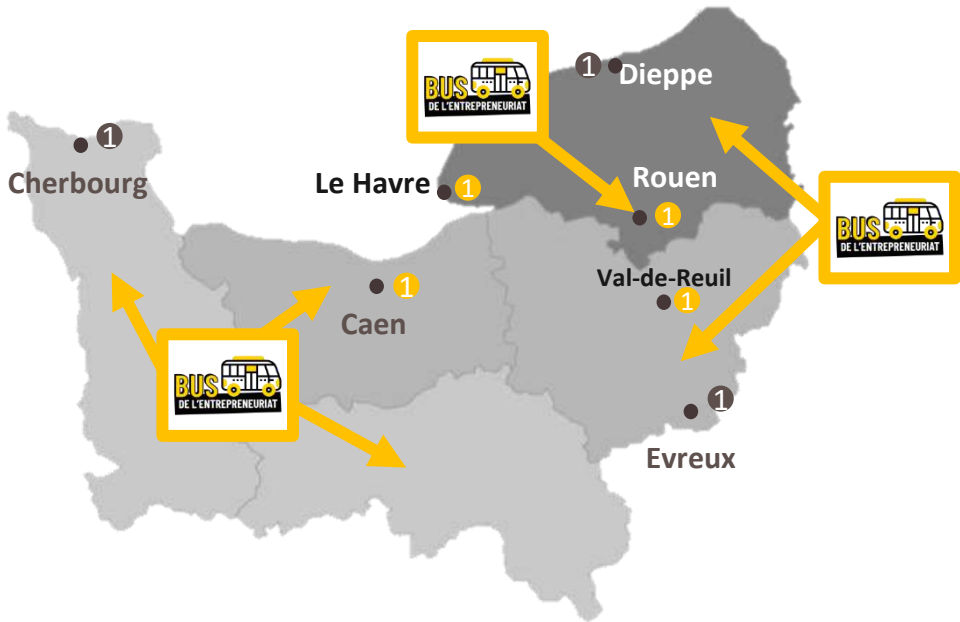 BUS
DE L'ENTREPRENEURIAT
1
Dieppe
1
Cherbourg
Le Havre
1
Rouen
1
BUS
DE L'ENTREPRENEURIAT
Val-de-Reuil
1
1
Caen
BUS
DE L'ENTREPRENEURIAT
1
Evreux